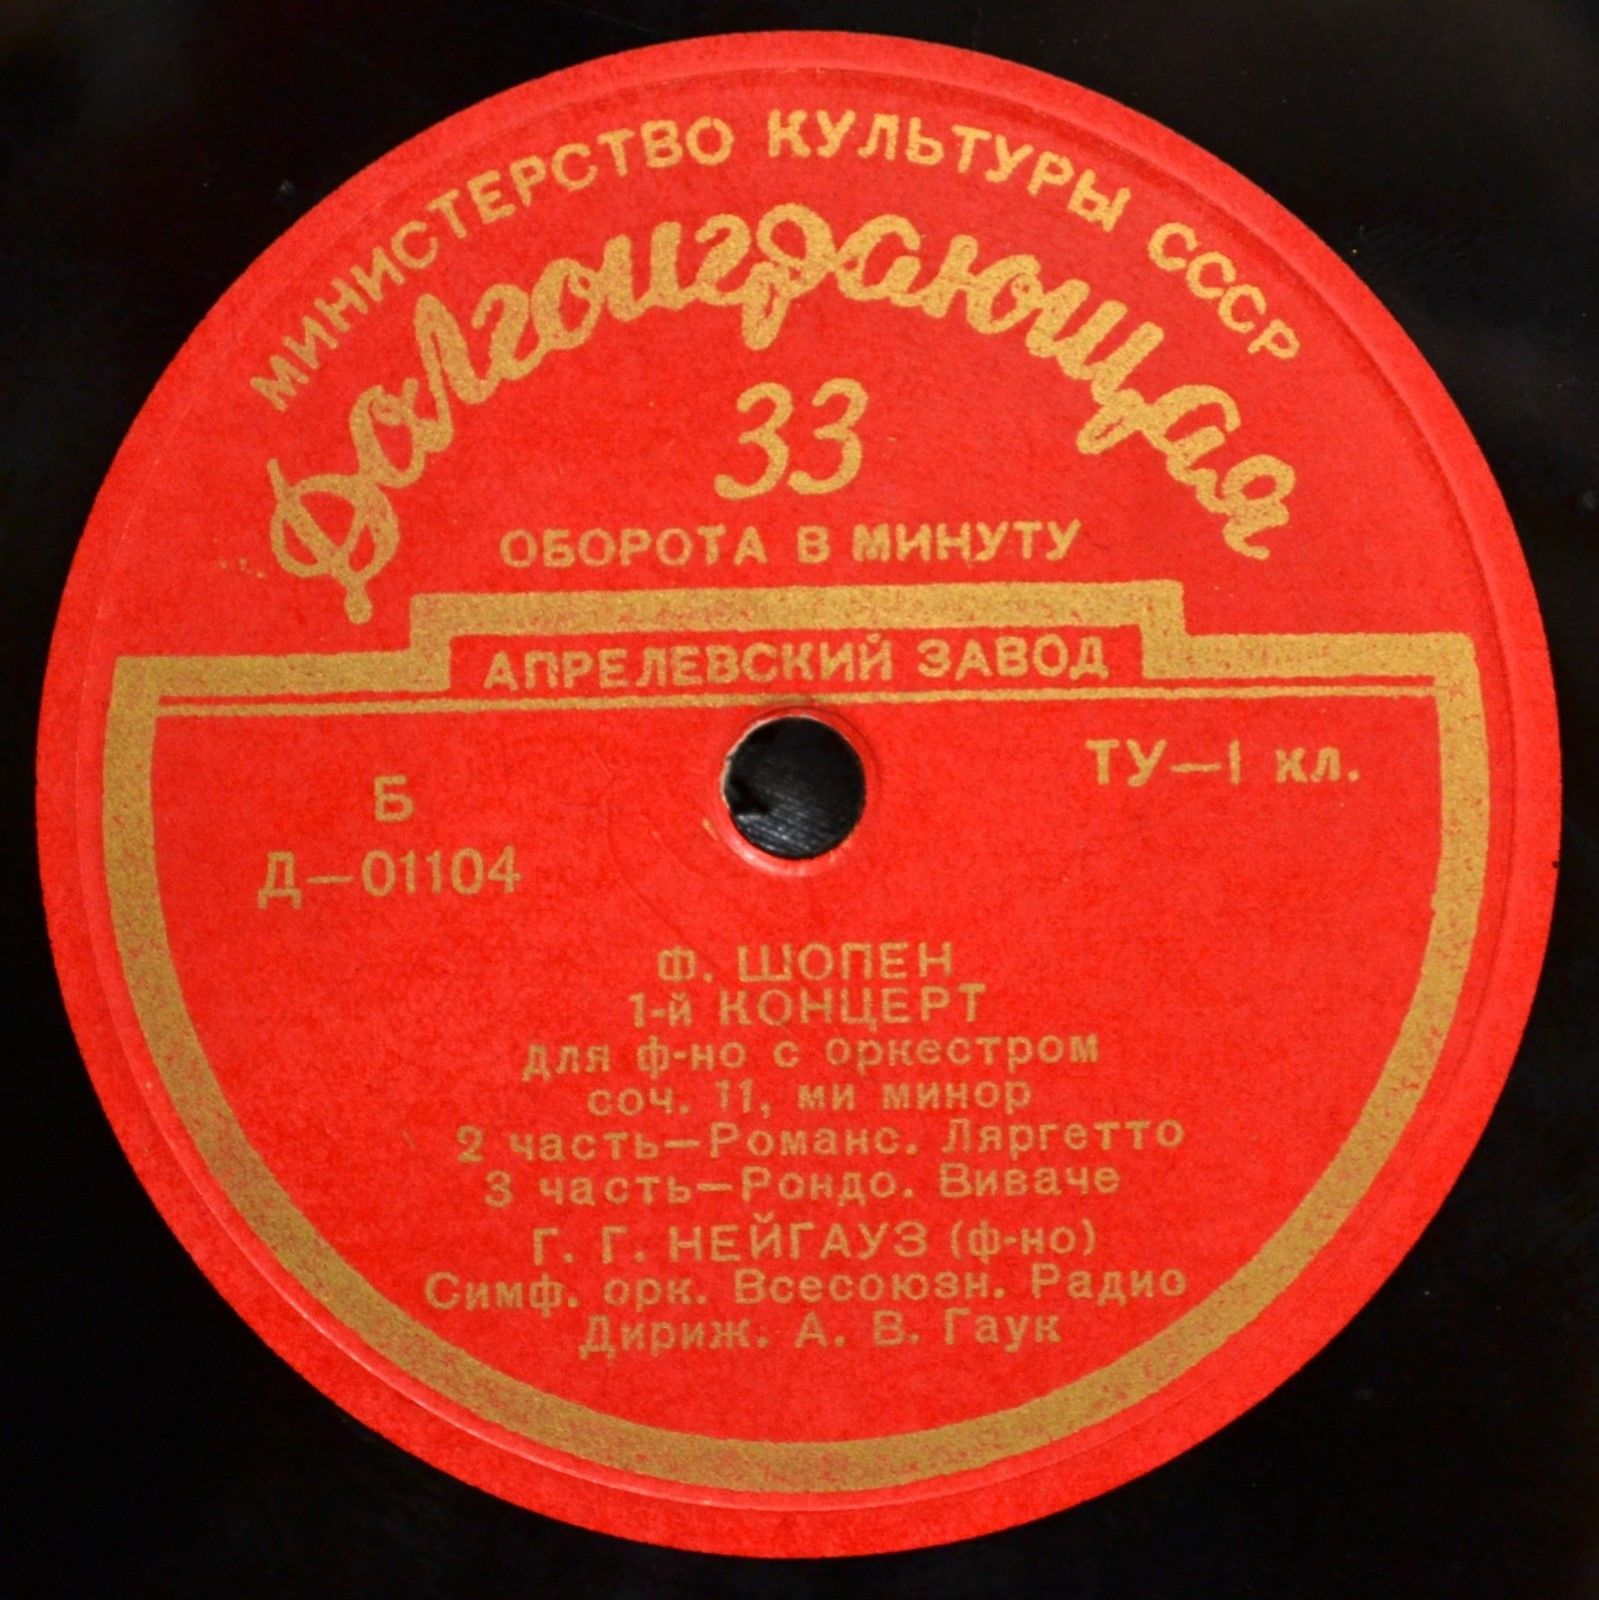 МИНИСТЕРСТВО КУЛЬТУРЫ СССР
Долгоиграющая
33
ОБОРОТА В МИНУТУ
АПРЕЛЕВСКИЙ ЗАВОД
ТУ—I кл.
Б
Д—01104
Ф. ШОПЕН
1-й КОНЦЕРТ
для ф-но с оркестром
соч. 11, ми минор
2 часть—Романс. Ляргетто
3 часть—Рондо. Виваче
Г. Г. НЕЙГАУЗ (ф-но)
Симф. орк. Всесоюзн. Радио
Дириж. А. В. Гаук